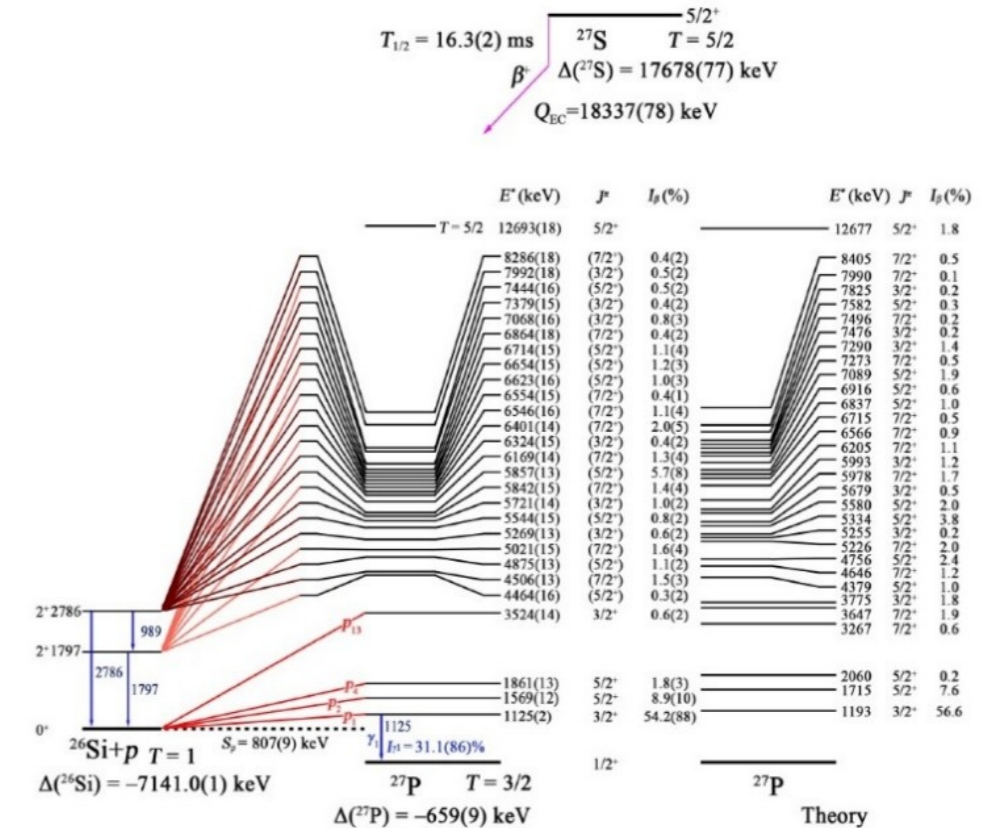 5/2⁺
T₁/₂ = 16.3(2) ms ²⁷S T = 5/2
β⁺ Δ(²⁷S) = 17678(77) keV
Q_EC=18337(78) keV
E* (keV) Jπ Iβ(%) E* (keV) Jπ Iβ(%)
T = 5/2 12693(18) 5/2⁺ 12677 5/2⁺ 1.8
8286(18) (7/2⁺) 0.4(2) 8405 7/2⁺ 0.5
7992(18) (3/2⁺) 0.5(2) 7990 7/2⁺ 0.1
7444(16) (5/2⁺) 0.5(2) 7825 3/2⁺ 0.2
7379(15) (3/2⁺) 0.4(2) 7582 5/2⁺ 0.3
7068(16) (3/2⁺) 0.8(3) 7496 7/2⁺ 0.2
6864(18) (7/2⁺) 0.4(2) 7476 3/2⁺ 0.2
6714(15) (5/2⁺) 1.1(4) 7290 3/2⁺ 1.4
6654(15) (5/2⁺) 1.2(3) 7273 7/2⁺ 0.5
6623(16) (5/2⁺) 1.0(3) 7089 5/2⁺ 1.9
6554(15) (7/2⁺) 0.4(1) 6916 5/2⁺ 0.6
6546(16) (7/2⁺) 1.1(4) 6837 5/2⁺ 1.0
6401(14) (7/2⁺) 2.0(5) 6715 7/2⁺ 0.5
6324(15) (3/2⁺) 0.4(2) 6566 7/2⁺ 0.9
6169(14) (7/2⁺) 1.3(4) 6205 7/2⁺ 1.1
5857(13) (5/2⁺) 5.7(8) 5993 3/2⁺ 1.2
5842(15) (7/2⁺) 1.4(4) 5978 7/2⁺ 1.7
5721(14) (3/2⁺) 1.0(2) 5679 3/2⁺ 0.5
5544(15) (5/2⁺) 0.8(2) 5580 5/2⁺ 2.0
5269(13) (3/2⁺) 0.6(2) 5334 5/2⁺ 3.8
5021(15) (7/2⁺) 1.6(4) 5255 3/2⁺ 0.2
4875(13) (5/2⁺) 1.1(2) 5226 7/2⁺ 2.0
4506(13) (7/2⁺) 1.5(3) 4756 5/2⁺ 2.4
4464(16) (5/2⁺) 0.3(2) 4646 7/2⁺ 1.2
4379 5/2⁺ 1.0
3775 3/2⁺ 1.8
2⁺ 2786 3524(14) 3/2⁺ 0.6(2) 3647 7/2⁺ 1.9
989 p₁₃ 3267 7/2⁺ 0.6
2⁺ 1797
2786 1861(13) 5/2⁺ 1.8(3) 2060 5/2⁺ 0.2
1797 p₄ 1569(12) 5/2⁺ 8.9(10) 1715 5/2⁺ 7.6
p₂ p₁ 1125(2) 3/2⁺ 54.2(88) 1193 3/2⁺ 56.6
0⁺ 1125
²⁶Si+p T = 1 Sₚ = 807(9) keV γ₁ Iγ₁ = 31.1(86)% 1/2⁺
Δ(²⁶Si) = −7141.0(1) keV ²⁷P T = 3/2 ²⁷P
Δ(²⁷P) = −659(9) keV Theory